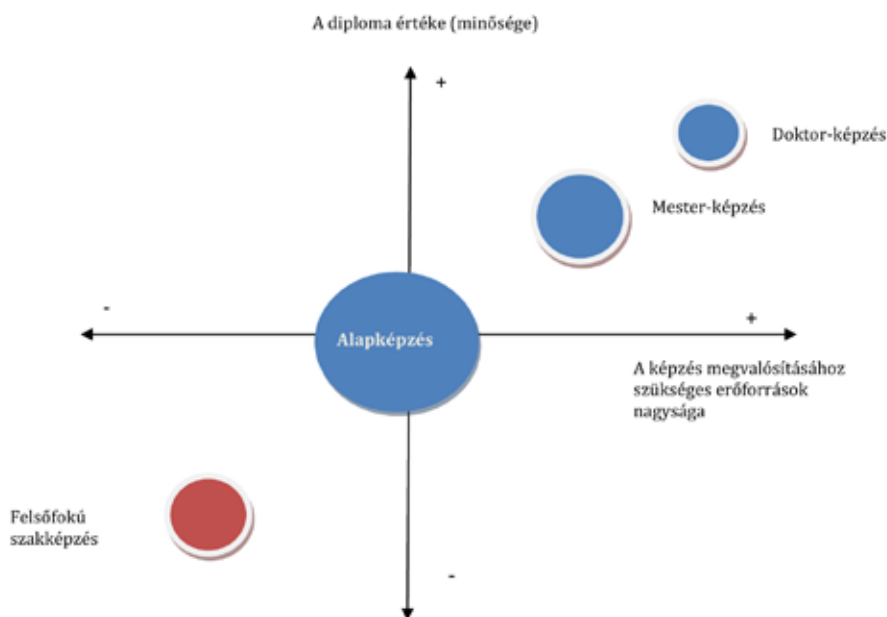 A diploma értéke (minősége)
+
Doktor-képzés
Mester-képzés
-
+
Alapképzés
A képzés megvalósításához
szükséges erőforrások
nagysága
Felsőfokú
szakképzés
-